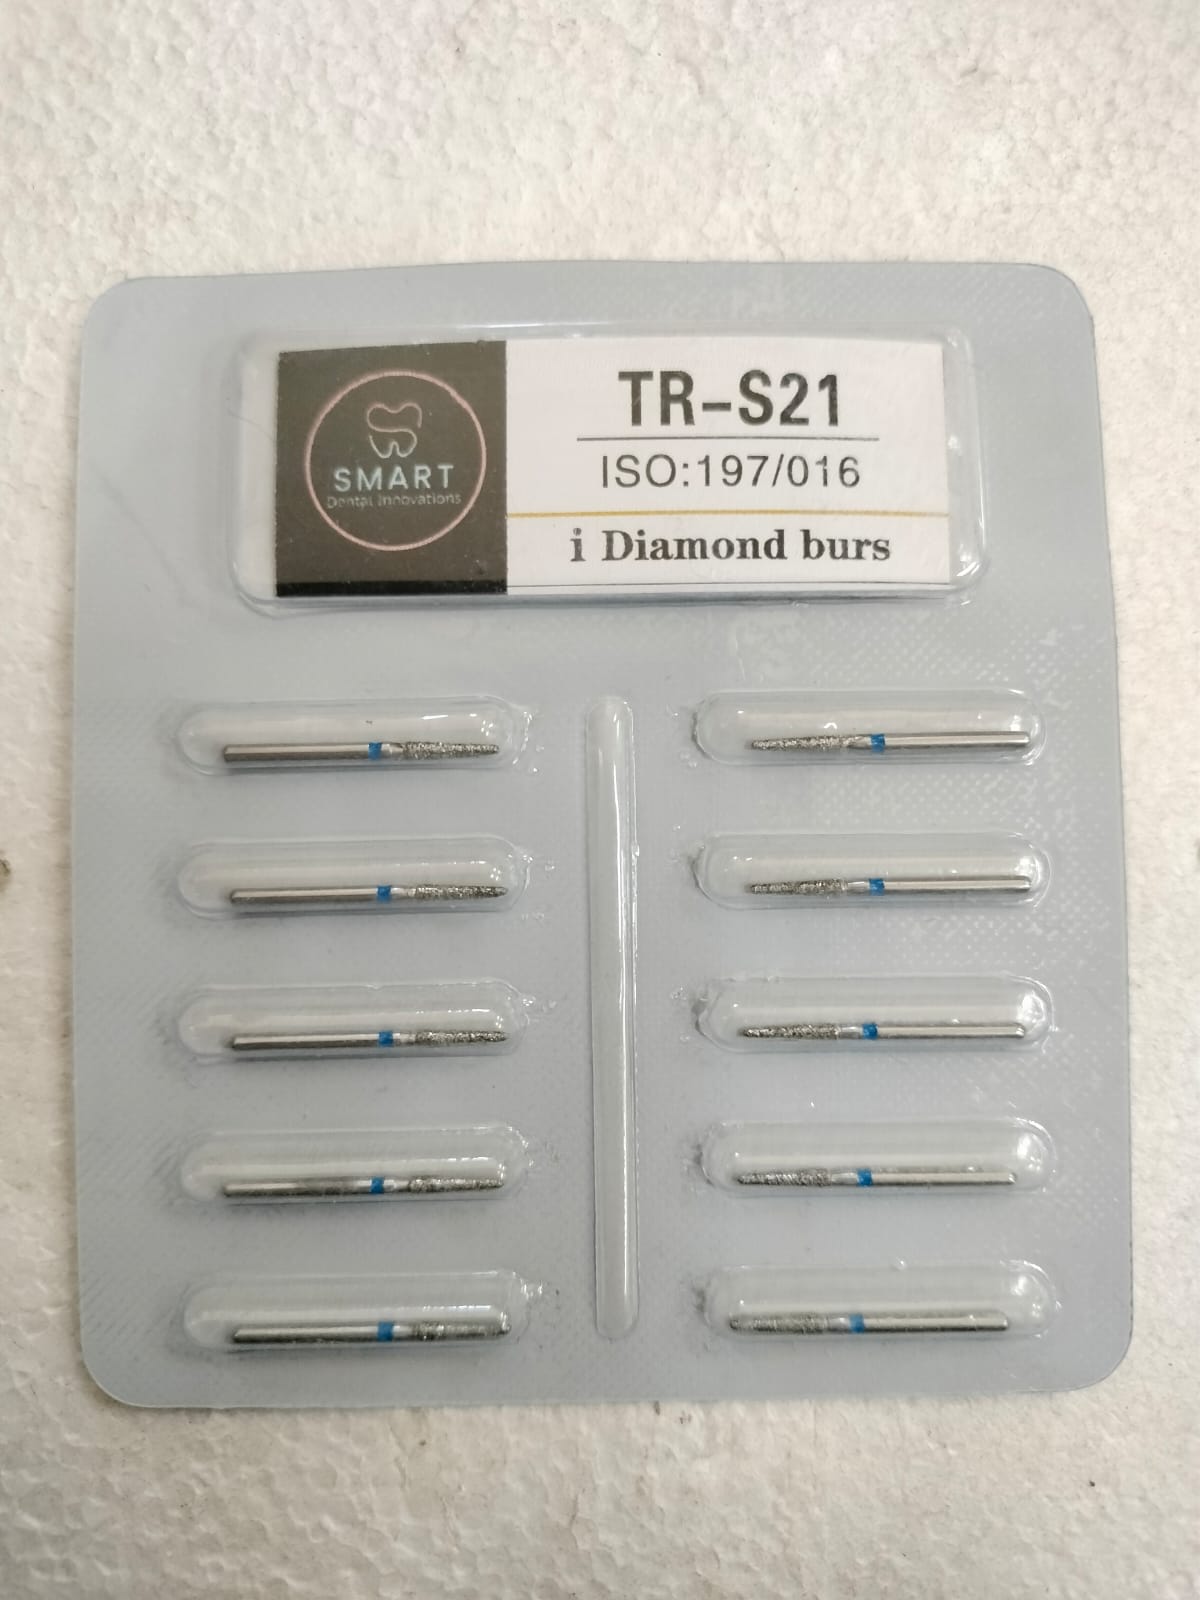 SMART
Dental Innovations
TR-S21
ISO:197/016
i Diamond burs